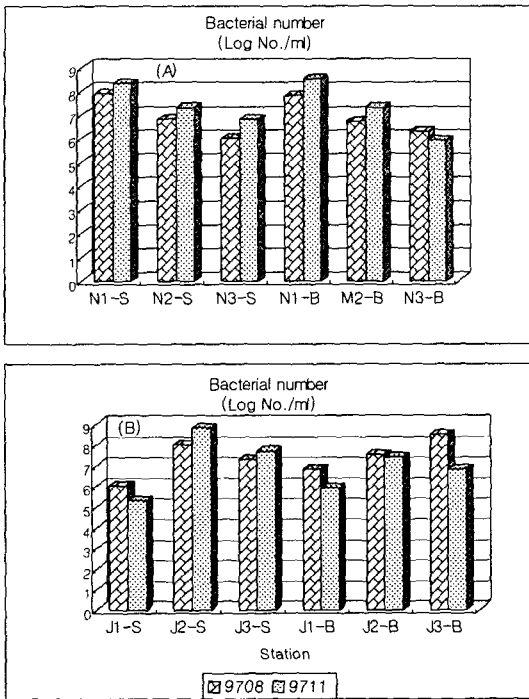 Bacterial number
(Log No./ml)
(A)
9
8
7
6
5
4
3
2
1
0
N1-S N2-S N3-S N1-B M2-B N3-B
Bacterial number
(Log No./ml)
(B)
9
8
7
6
5
4
3
2
1
0
J1-S J2-S J3-S J1-B J2-B J3-B
Station
9708 9711